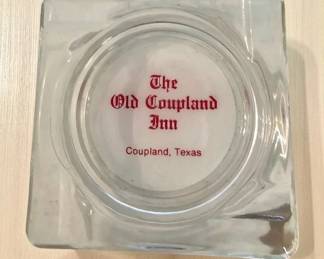 The
Old Coupland
Inn
Coupland, Texas